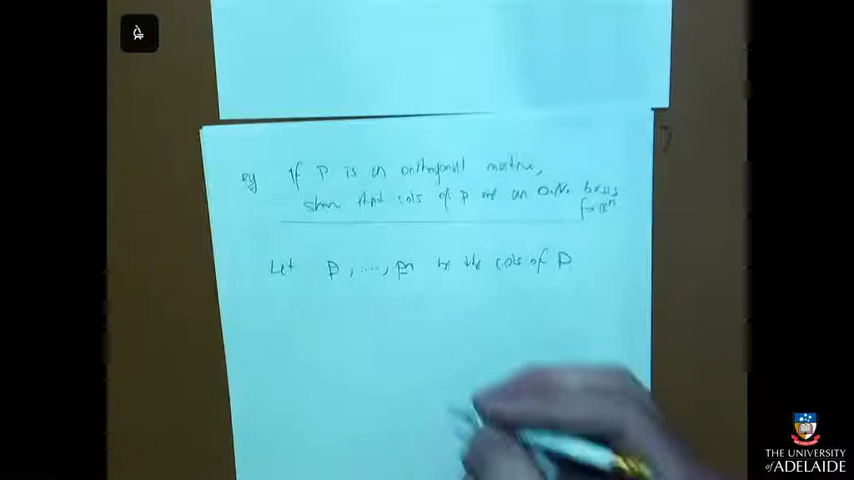 eg If P is an orthogonal matrix,
show that cols of P are an O.N. basis
for ℝⁿ
Let p₁, ..., pₙ be the cols of P
THE UNIVERSITY
of ADELAIDE